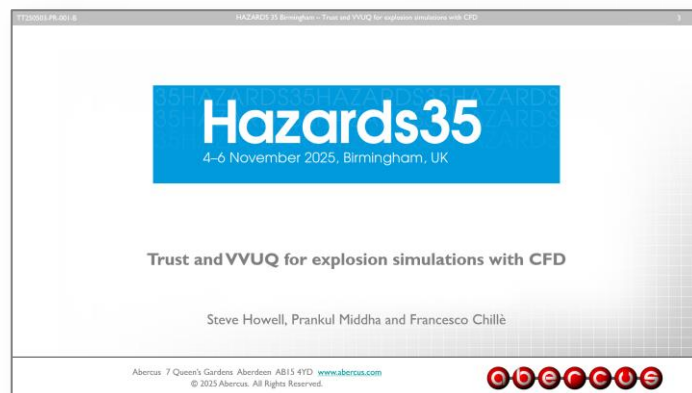 TT250503-PR-001-B HAZARDS 35 Birmingham – Trust and VVUQ for explosion simulations with CFD 3
35HAZARDS35HAZARDS35HAZARDS
Hazards35
4–6 November 2025, Birmingham, UK
Trust and VVUQ for explosion simulations with CFD
Steve Howell, Prankul Middha and Francesco Chillè
Abercus 7 Queen's Gardens Aberdeen AB15 4YD www.abercus.com
© 2025 Abercus. All Rights Reserved.
abercus